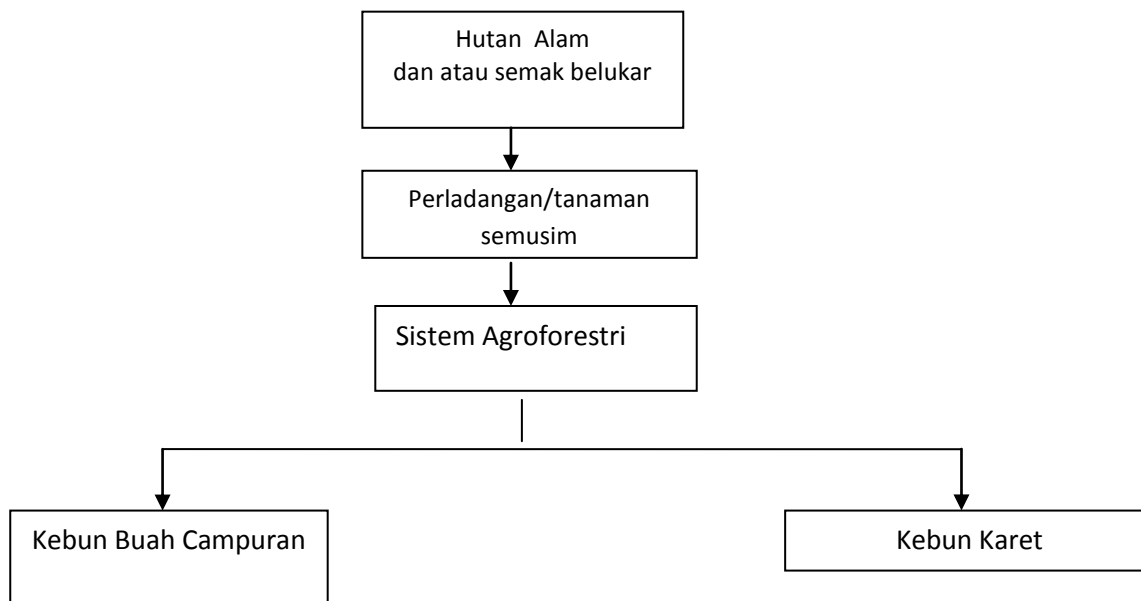 Hutan Alam
dan atau semak belukar
Perladangan/tanaman
semusim
Sistem Agroforestri
Kebun Buah Campuran
Kebun Karet